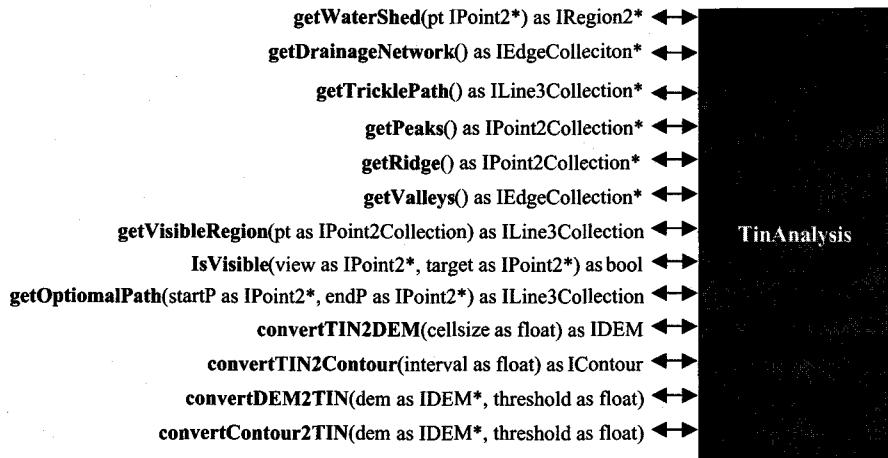 getWaterShed(pt IPoint2*) as IRegion2*
getDrainageNetwork() as IEdgeColleciton*
getTricklePath() as ILine3Collection*
getPeaks() as IPoint2Collection*
getRidge() as IPoint2Collection*
getValleys() as IEdgeCollection*
getVisibleRegion(pt as IPoint2Collection) as ILine3Collection
TinAnalysis
IsVisible(view as IPoint2*, target as IPoint2*) as bool
getOptiomalPath(startP as IPoint2*, endP as IPoint2*) as ILine3Collection
convertTIN2DEM(cellsize as float) as IDEM
convertTIN2Contour(interval as float) as IContour
convertDEM2TIN(dem as IDEM*, threshold as float)
convertContour2TIN(dem as IDEM*, threshold as float)